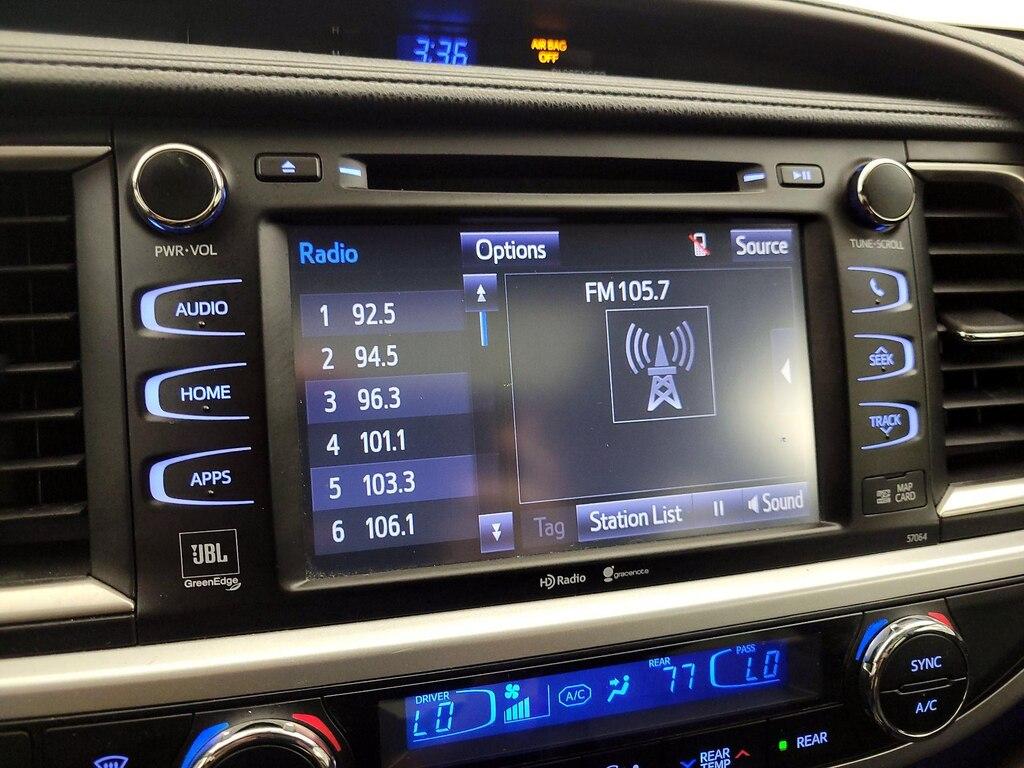 3:36
AIR BAG
OFF
PWR•VOL
TUNE•SCROLL
AUDIO
HOME
APPS
JBL
GreenEdge
Radio
Options
Source
1 92.5
2 94.5
3 96.3
4 101.1
5 103.3
6 106.1
FM 105.7
Tag
Station List
Sound
SEEK
TRACK
MAP
CARD
57064
HD Radio
gracenote
DRIVER
LO
A/C
REAR
77
PASS
LO
SYNC
A/C
REAR
TEMP
REAR